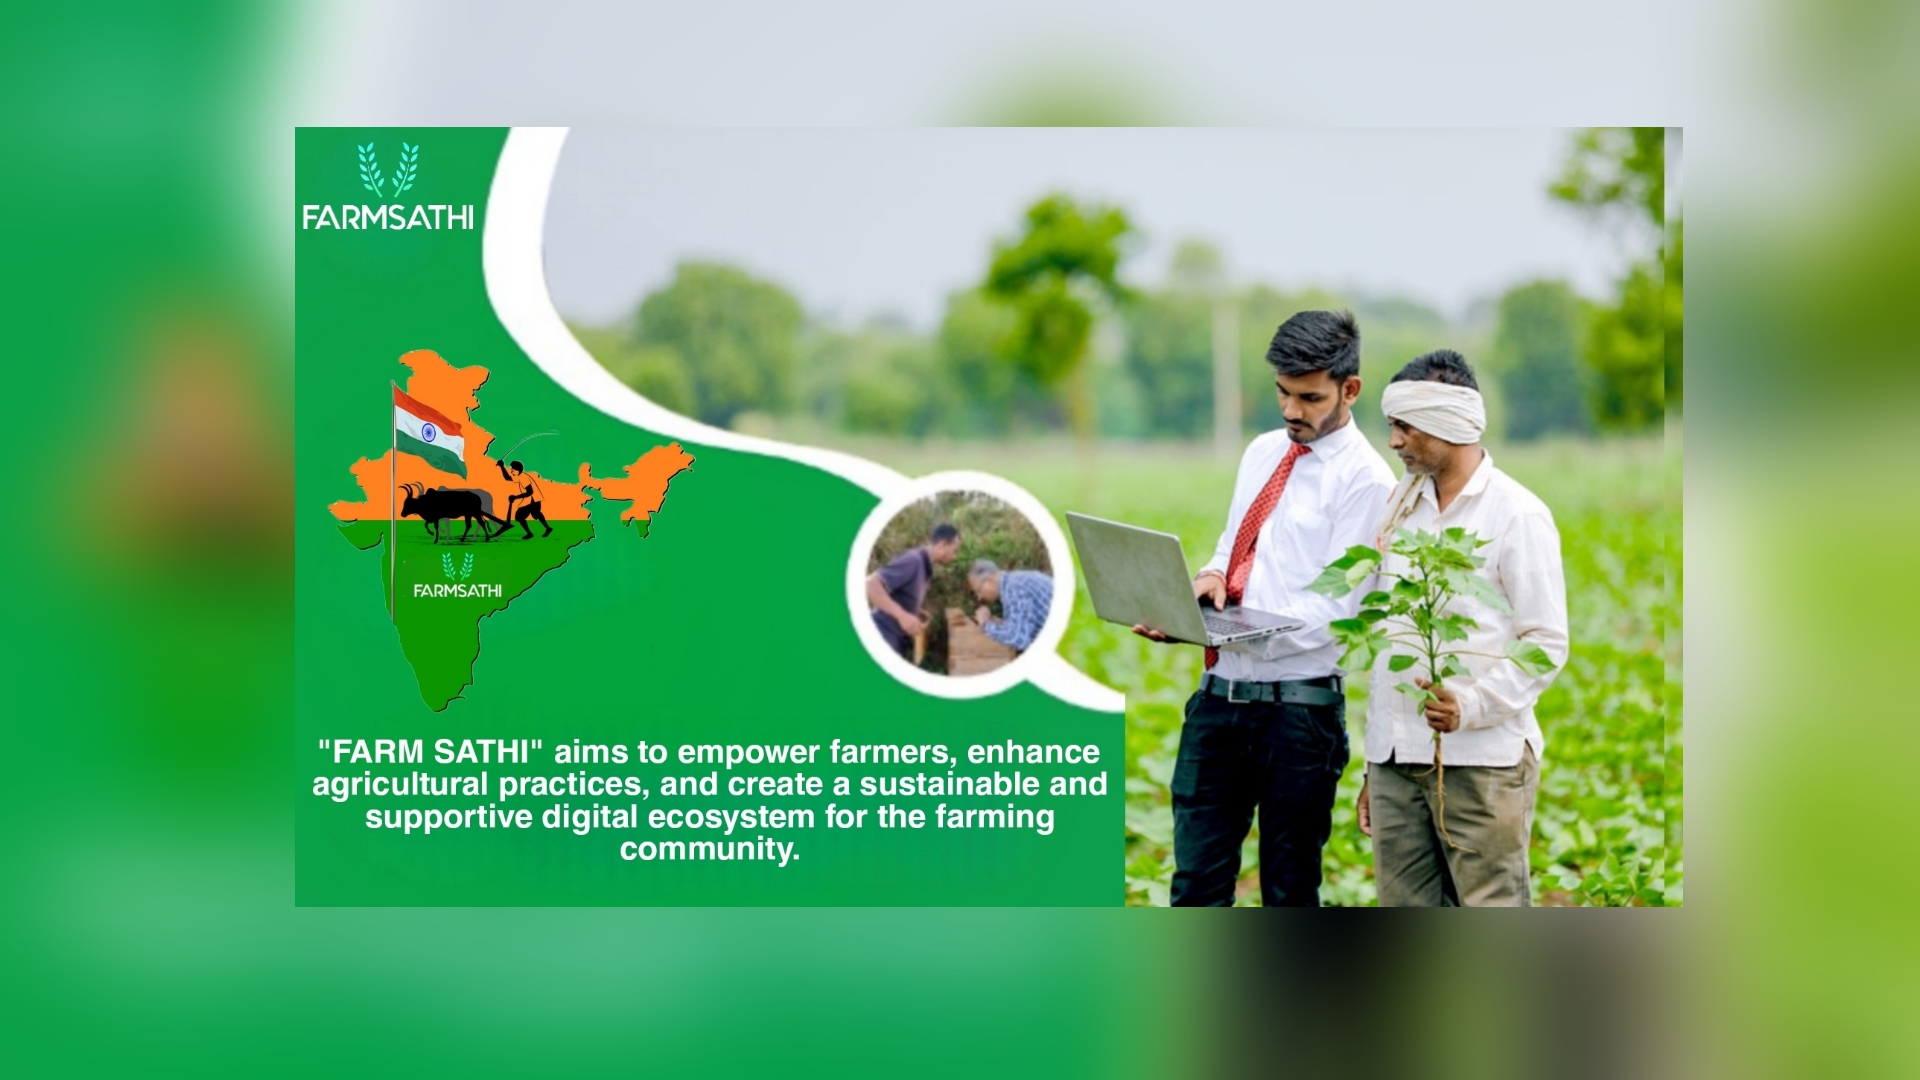 FARMSATHI
FARMSATHI
"FARM SATHI" aims to empower farmers, enhance
agricultural practices, and create a sustainable and
supportive digital ecosystem for the farming
community.